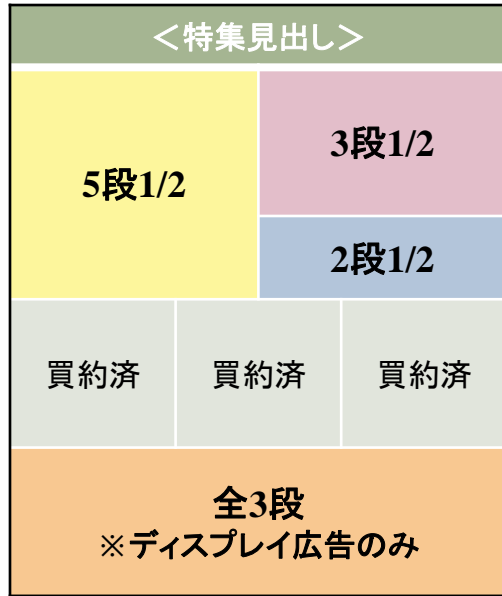 ＜特集見出し＞
5段1/2
3段1/2
2段1/2
買約済
買約済
買約済
全3段
※ディスプレイ広告のみ